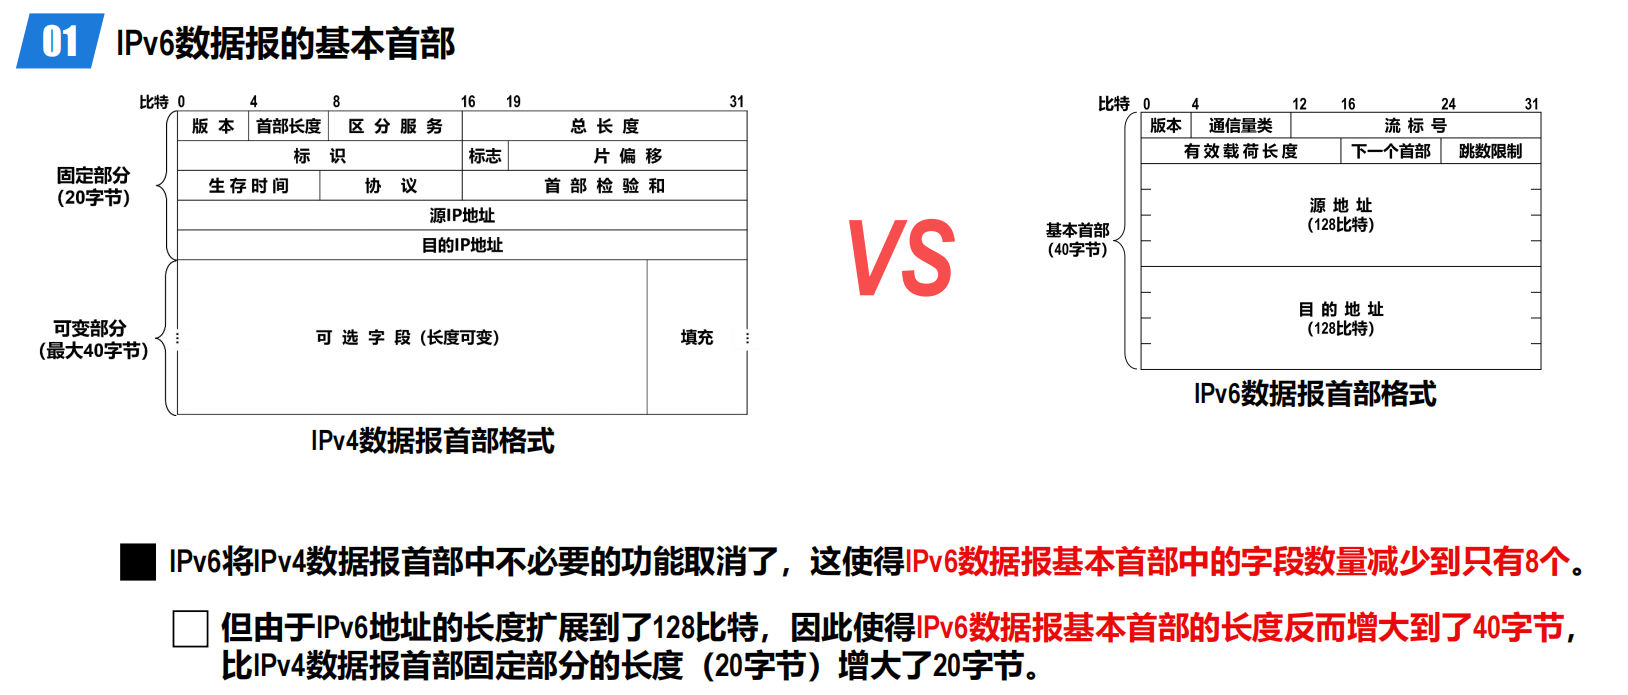 01 IPv6数据报的基本首部
比特 0 4 8 16 19 31
版本 首部长度 区分服务 总长度
标识 标志 片偏移
生存时间 协议 首部检验和
源IP地址
目的IP地址
可选字段(长度可变) 填充
固定部分
(20字节)
可变部分
(最大40字节)
IPv4数据报首部格式
VS
比特 0 4 12 16 24 31
版本 通信量类 流标号
有效载荷长度 下一个首部 跳数限制
源地址
(128比特)
目的地址
(128比特)
基本首部
(40字节)
IPv6数据报首部格式
IPv6将IPv4数据报首部中不必要的功能取消了，这使得IPv6数据报基本首部中的字段数量减少到只有8个。
但由于IPv6地址的长度扩展到了128比特，因此使得IPv6数据报基本首部的长度反而增大到了40字节，
比IPv4数据报首部固定部分的长度（20字节）增大了20字节。